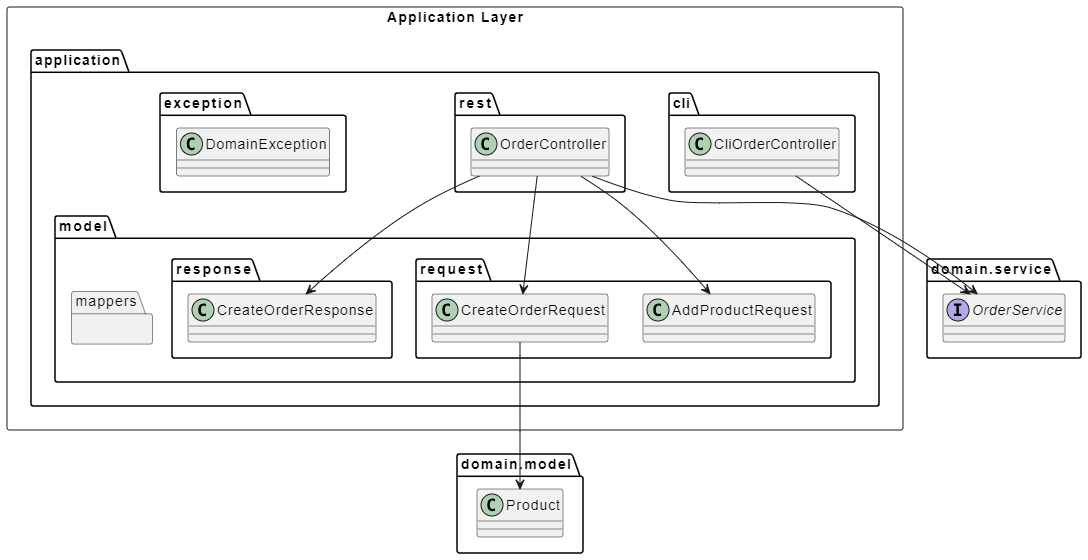 Application Layer
application
exception
rest
cli
C DomainException
C OrderController
C CliOrderController
model
response
request
domain.service
mappers
C CreateOrderResponse
C CreateOrderRequest
C AddProductRequest
I OrderService
domain.model
C Product